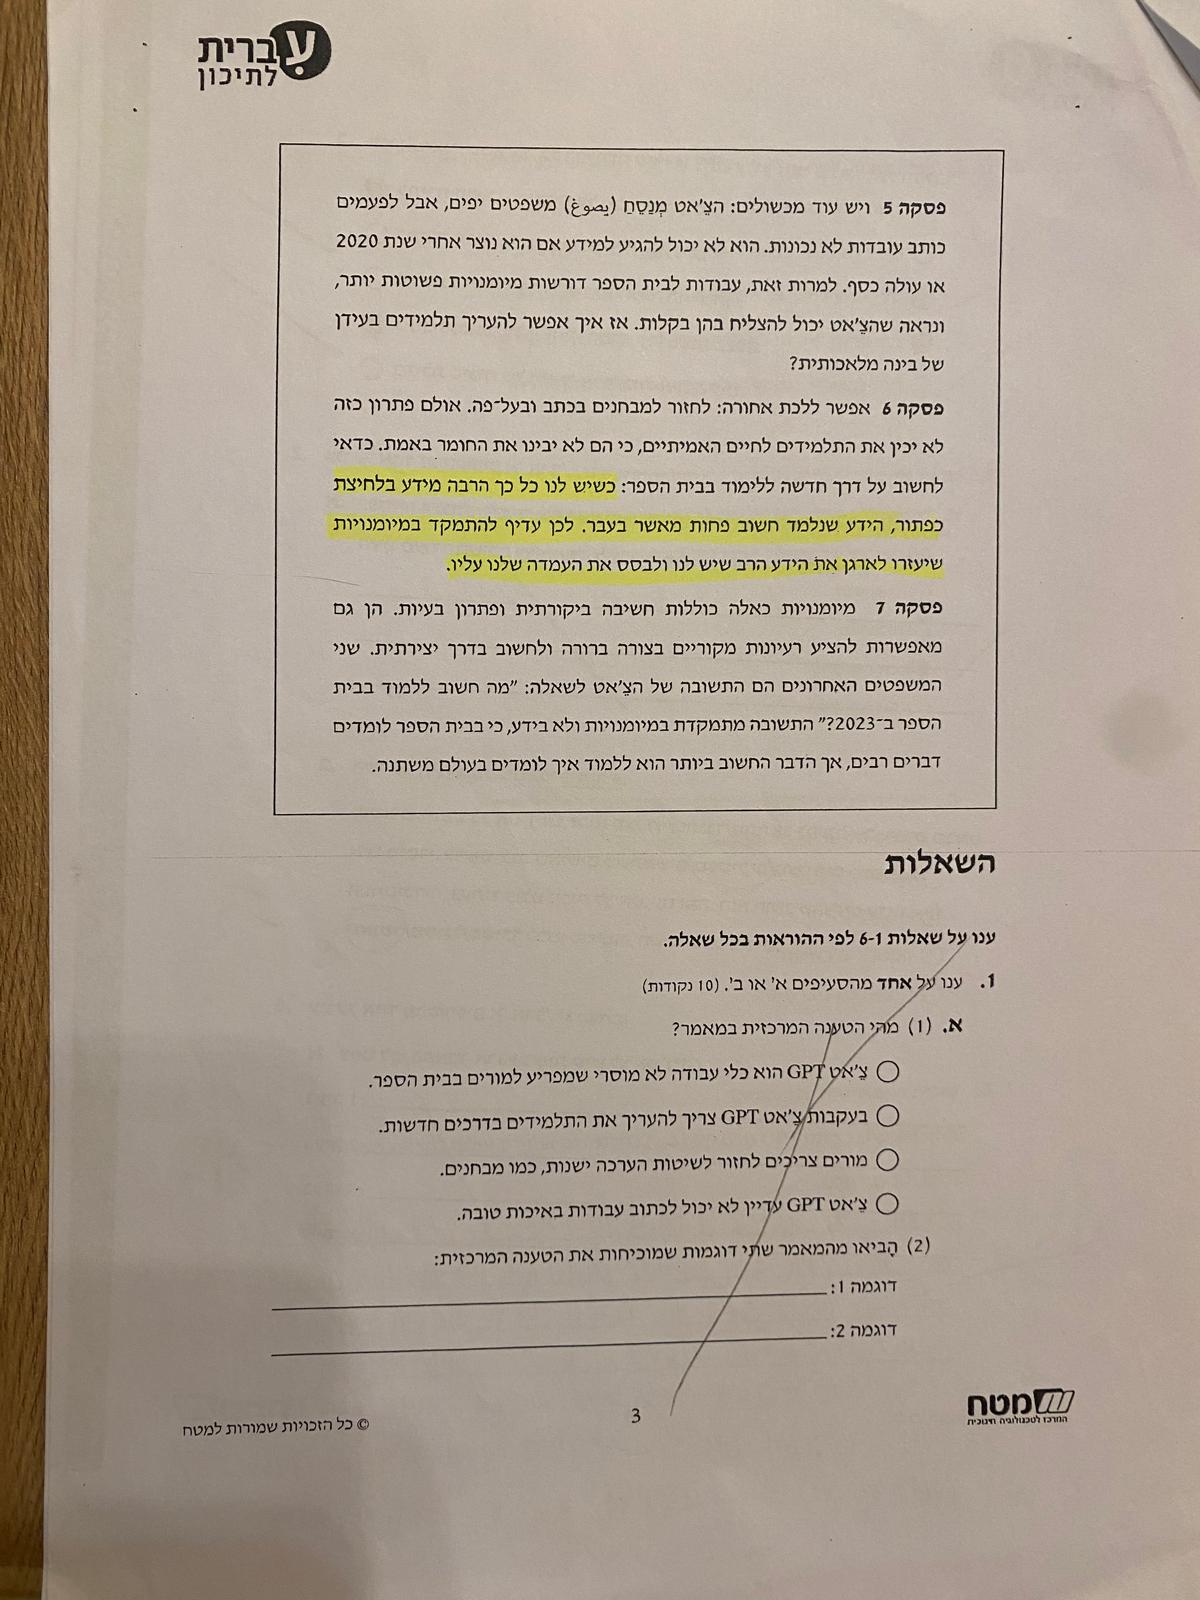 עברית
לתיכון
פסקה 5 ויש עוד מכשולים: הצ'אט מְנַסֵּחַ (يصوغ) משפטים יפים, אבל לפעמים
כותב עובדות לא נכונות. הוא לא יכול להגיע למידע אם הוא נוצר אחרי שנת 2020
או עולה כסף. למרות זאת, עבודות לבית הספר דורשות מיומנויות פשוטות יותר,
ונראה שהצ'אט יכול להצליח בהן בקלות. אז איך אפשר להעריך תלמידים בעידן
של בינה מלאכותית?
פסקה 6 אפשר ללכת אחורה: לחזור למבחנים בכתב ובעל־פה. אולם פתרון כזה
לא יכין את התלמידים לחיים האמיתיים, כי הם לא יבינו את החומר באמת. כדאי
לחשוב על דרך חדשה ללימוד בבית הספר: כשיש לנו כל כך הרבה מידע בלחיצת
כפתור, הידע שנלמד חשוב פחות מאשר בעבר. לכן עדיף להתמקד במיומנויות
שיעזרו לארגן את הידע הרב שיש לנו ולבסס את העמדה שלנו עליו.
פסקה 7 מיומנויות כאלה כוללות חשיבה ביקורתית ופתרון בעיות. הן גם
מאפשרות להציע רעיונות מקוריים בצורה ברורה ולחשוב בדרך יצירתית. שני
המשפטים האחרונים הם התשובה של הצ'אט לשאלה: "מה חשוב ללמוד בבית
הספר ב־2023?" התשובה מתמקדת במיומנויות ולא בידע, כי בבית הספר לומדים
דברים רבים, אך הדבר החשוב ביותר הוא ללמוד איך לומדים בעולם משתנה.
השאלות
ענו על שאלות 6-1 לפי ההוראות בכל שאלה.
1. ענו על אחד מהסעיפים א' או ב'. (10 נקודות)
א. (1) מהי הטענה המרכזית במאמר?
צ'אט GPT הוא כלי עבודה לא מוסרי שמפריע למורים בבית הספר.
בעקבות צ'אט GPT צריך להעריך את התלמידים בדרכים חדשות.
מורים צריכים לחזור לשיטות הערכה ישנות, כמו מבחנים.
צ'אט GPT עדיין לא יכול לכתוב עבודות באיכות טובה.
(2) הָביאו מהמאמר שתי דוגמות שמוכיחות את הטענה המרכזית:
דוגמה 1:
דוגמה 2:
מטח
המרכז לטכנולוגיה חינוכית
3
© כל הזכויות שמורות למטח